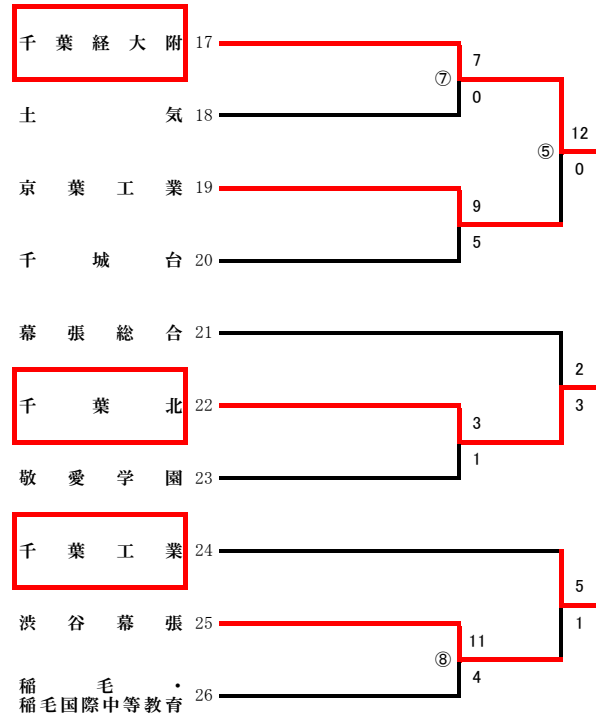 千葉経大附 17
7
⑦
0
土気 18
12
⑤
0
京葉工業 19
9
5
千城台 20
幕張総合 21
2
千葉北 22
3
3
1
敬愛学園 23
千葉工業 24
5
渋谷幕張 25
1
11
⑧
4
稲毛・
稲毛国際中等教育 26